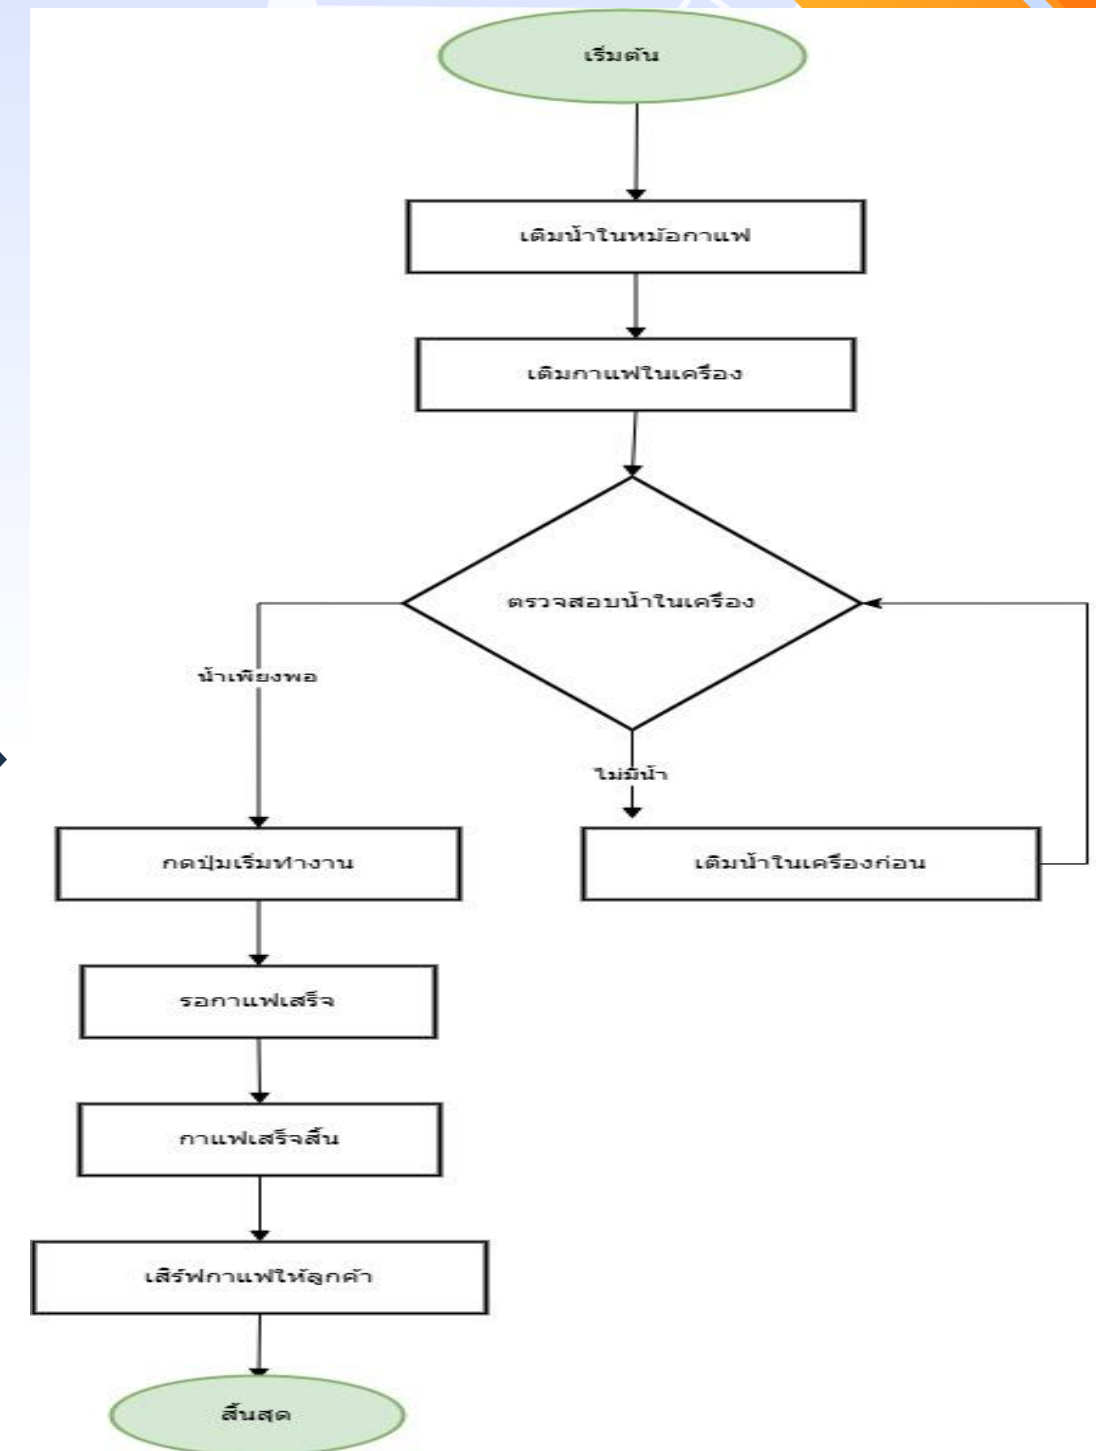 เริ่มต้น
เติมน้ำในหม้อกาแฟ
เติมกาแฟในเครื่อง
ตรวจสอบน้ำในเครื่อง
น้ำเพียงพอ
ไม่มีน้ำ
กดปุ่มเริ่มทำงาน
เติมน้ำในเครื่องก่อน
รอกาแฟเสร็จ
กาแฟเสร็จสิ้น
เสิร์ฟกาแฟให้ลูกค้า
สิ้นสุด